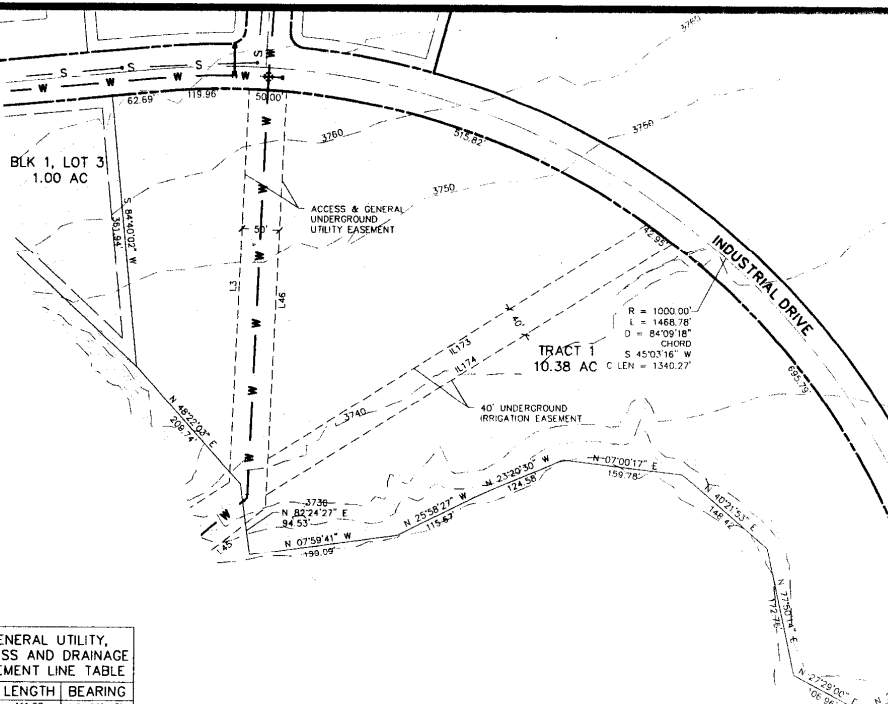 3760
S
S
S
S
W
W
W
W
W
62.69'
119.96'
50.00'
515.82'
3760
3750
3750
BLK 1, LOT 3
1.00 AC
S 84°40'02" W
361.94'
W
W
W
W
W
W
W
W
ACCESS & GENERAL
UNDERGROUND
UTILITY EASEMENT
50'
L3
L46
42.95'
INDUSTRIAL DRIVE
R = 1000.00'
L = 1468.78'
D = 84°09'18"
CHORD
S 45°03'16" W
C LEN = 1340.27'
40'
IL173
IL174
TRACT 1
10.38 AC
695.79'
N 48°22'03" E
208.74'
3740
40' UNDERGROUND
IRRIGATION EASEMENT
3730
N 82°24'27" E
94.53'
L45
N 07°59'41" W
199.09'
N 25°58'27" W
115.67'
N 23°20'30" W
124.58'
N 07°00'17" E
159.78'
N 40°21'53" E
148.42'
N 77°50'14" E
172.76'
N 27°29'00" E
106.96'
ENERAL UTILITY,
SS AND DRAINAGE
EMENT LINE TABLE
LENGTH
BEARING